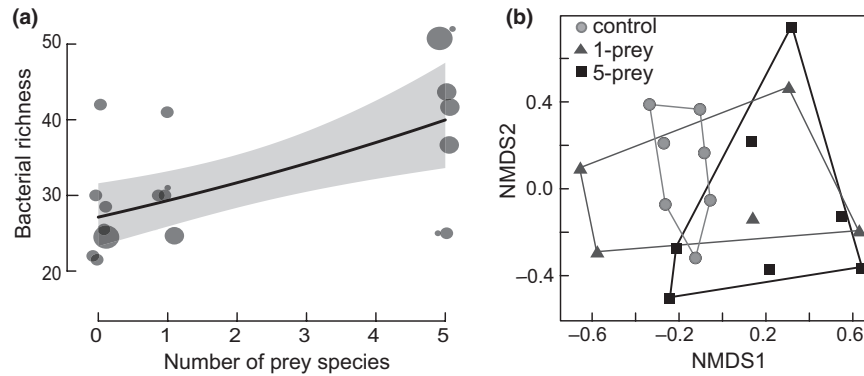 (a)
Bacterial richness
50
40
30
20
0 1 2 3 4 5
Number of prey species
(b)
control
1-prey
5-prey
NMDS2
0.4
0.0
−0.4
−0.6 −0.2 0.2 0.6
NMDS1